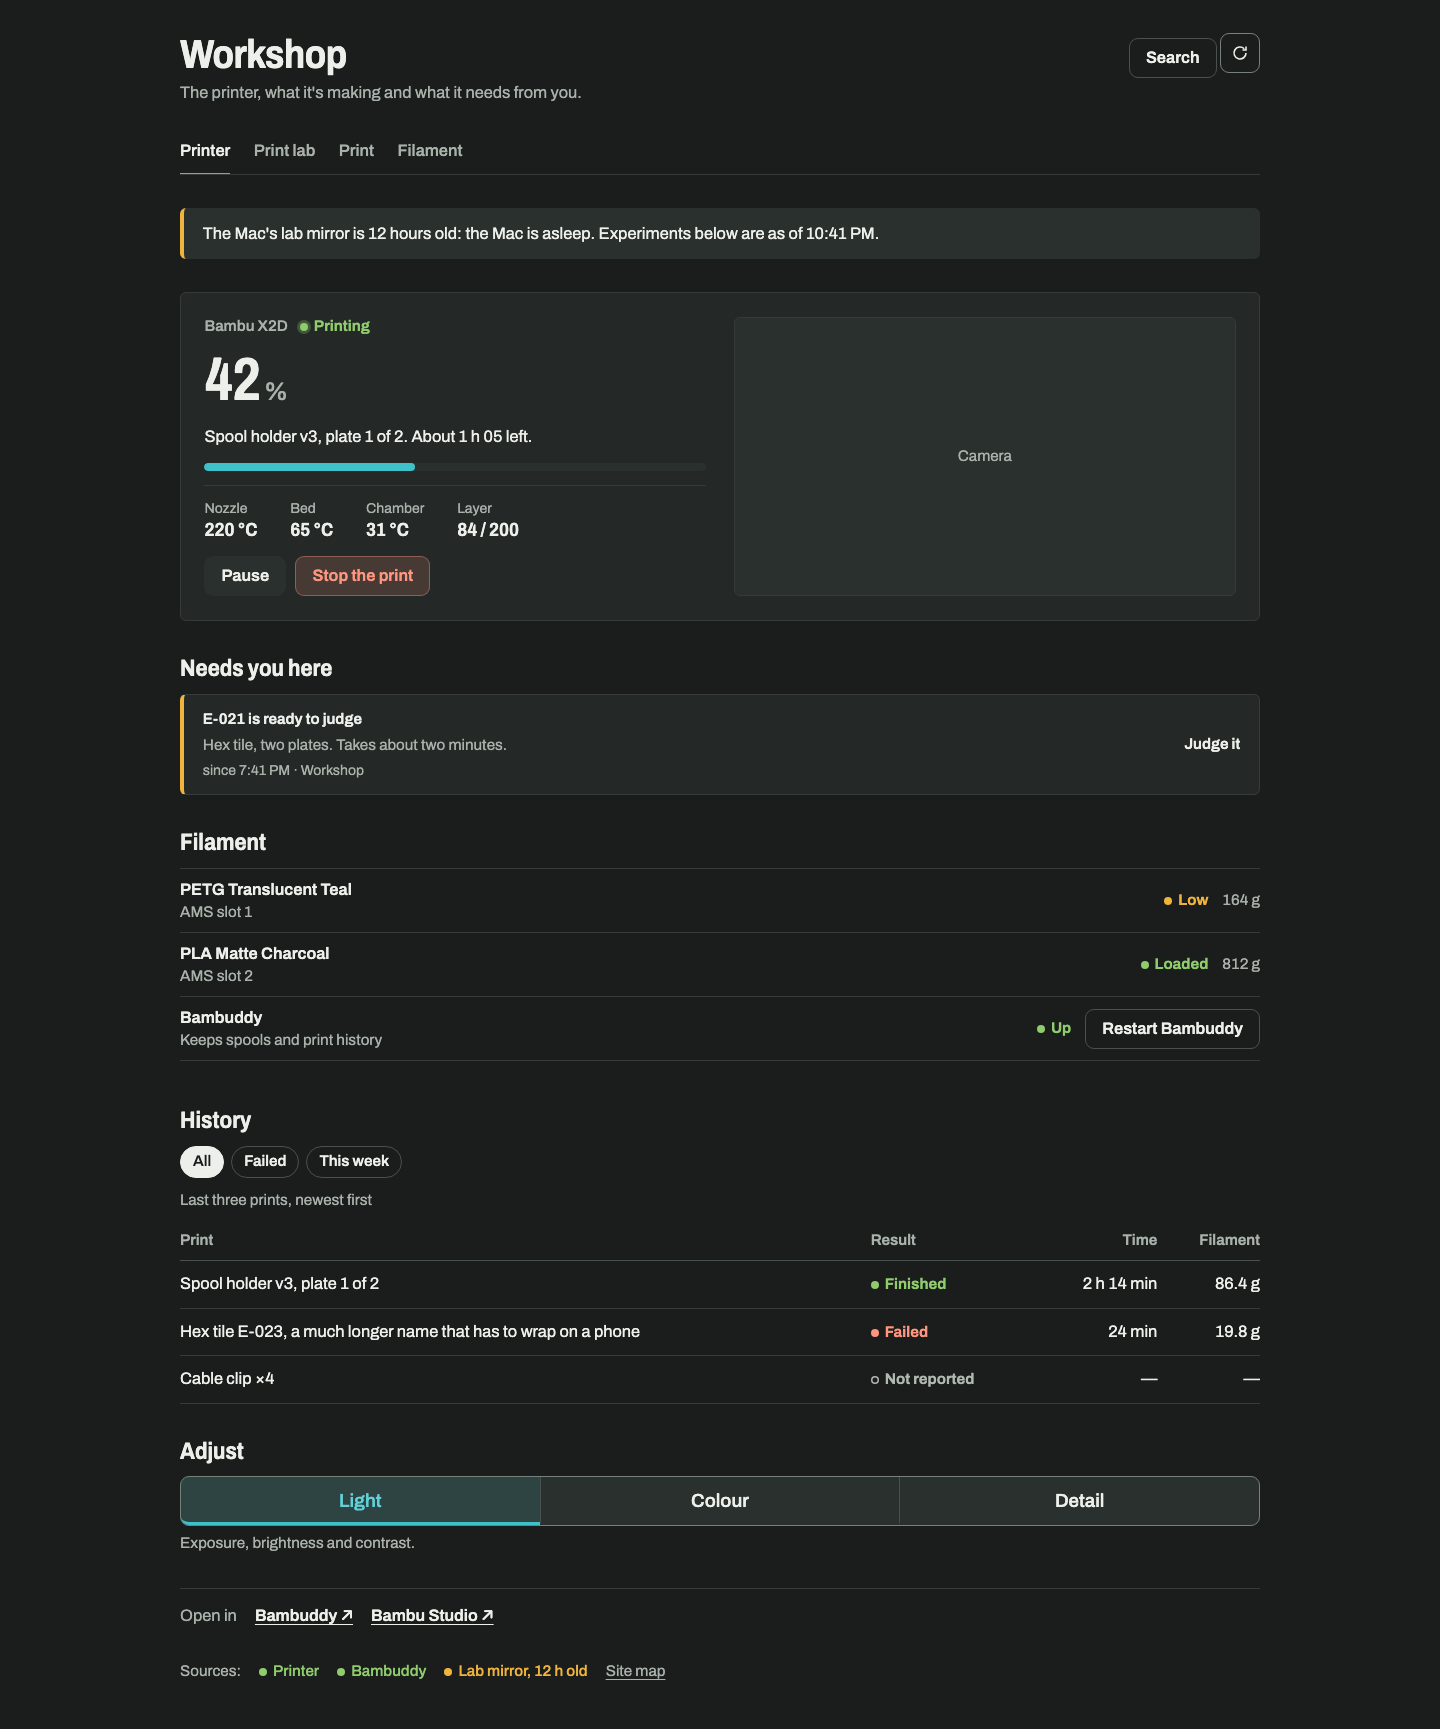 Workshop
Search
The printer, what it's making and what it needs from you.
Printer Print lab Print Filament
The Mac's lab mirror is 12 hours old: the Mac is asleep. Experiments below are as of 10:41 PM.
Bambu X2D Printing
42 %
Spool holder v3, plate 1 of 2. About 1 h 05 left.
Nozzle Bed Chamber Layer
220 °C 65 °C 31 °C 84 / 200
Pause Stop the print
Camera
Needs you here
E-021 is ready to judge
Hex tile, two plates. Takes about two minutes.
since 7:41 PM · Workshop
Judge it
Filament
PETG Translucent Teal
AMS slot 1
Low 164 g
PLA Matte Charcoal
AMS slot 2
Loaded 812 g
Bambuddy
Keeps spools and print history
Up Restart Bambuddy
History
All Failed This week
Last three prints, newest first
Print Result Time Filament
Spool holder v3, plate 1 of 2 Finished 2 h 14 min 86.4 g
Hex tile E-023, a much longer name that has to wrap on a phone Failed 24 min 19.8 g
Cable clip ×4 Not reported — —
Adjust
Light Colour Detail
Exposure, brightness and contrast.
Open in Bambuddy ↗ Bambu Studio ↗
Sources: Printer Bambuddy Lab mirror, 12 h old Site map